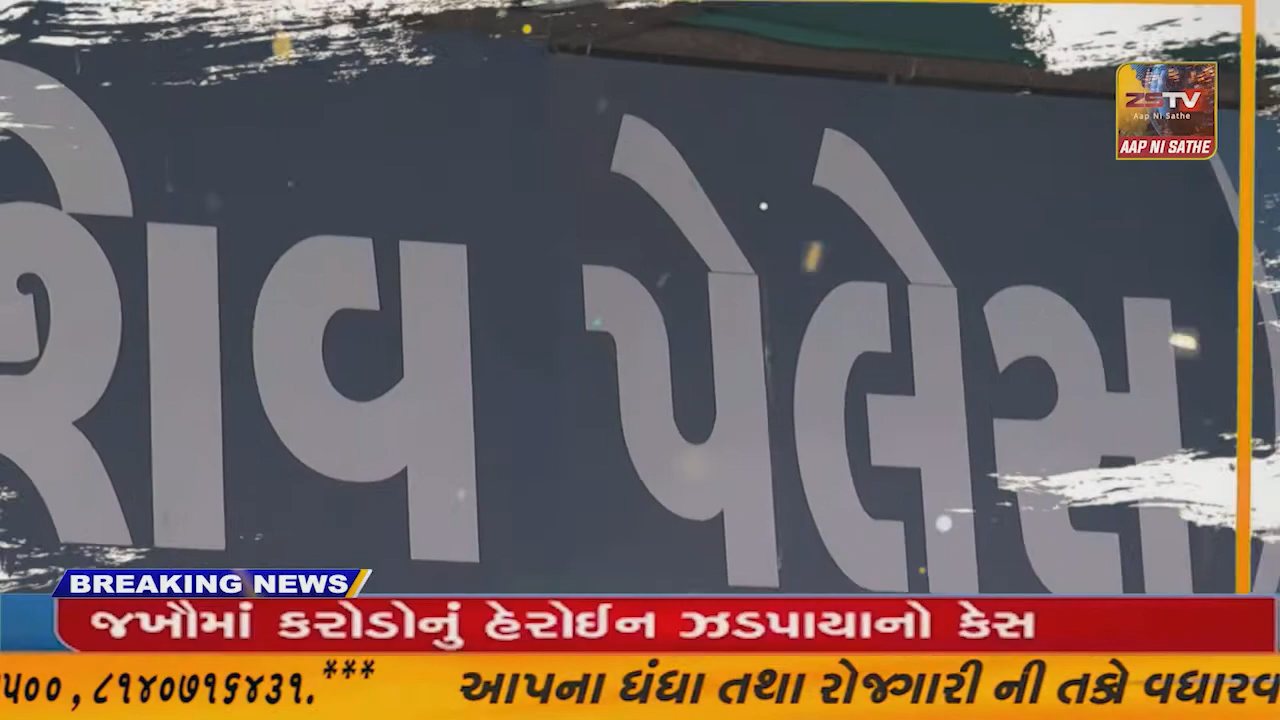 શિવ પેલેસ
ZSTV
Aap Ni Sathe
AAP NI SATHE
BREAKING NEWS
જખૌમાં કરોડોનું હેરોઈન ઝડપાયાનો કેસ
૫૦૦ , ૮૧૪૦૭૧૬૪૩૧.*** આપના ધંધા તથા રોજગારી ની તકો વધારવ